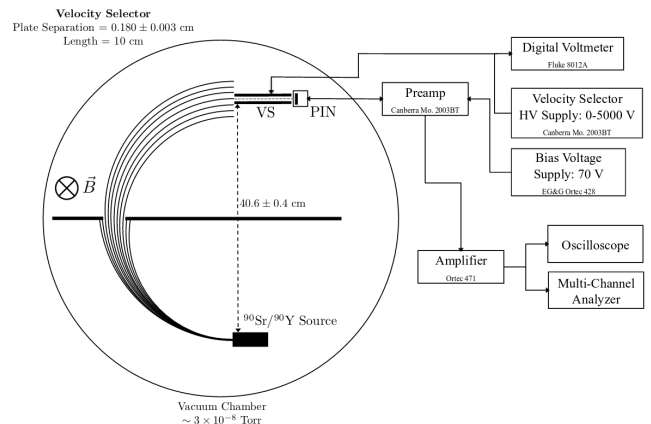 Velocity Selector
Plate Separation = 0.180 ± 0.003 cm
Length = 10 cm
Digital Voltmeter
Fluke 8012A
Preamp
Canberra Mo. 2003BT
Velocity Selector
HV Supply: 0-5000 V
Canberra Mo. 2003BT
VS
PIN
Bias Voltage
Supply: 70 V
EG&G Ortec 428
B⃗
40.6 ± 0.4 cm
Amplifier
Ortec 471
Oscilloscope
Multi-Channel
Analyzer
⁹⁰Sr/⁹⁰Y Source
Vacuum Chamber
∼ 3 × 10⁻⁸ Torr